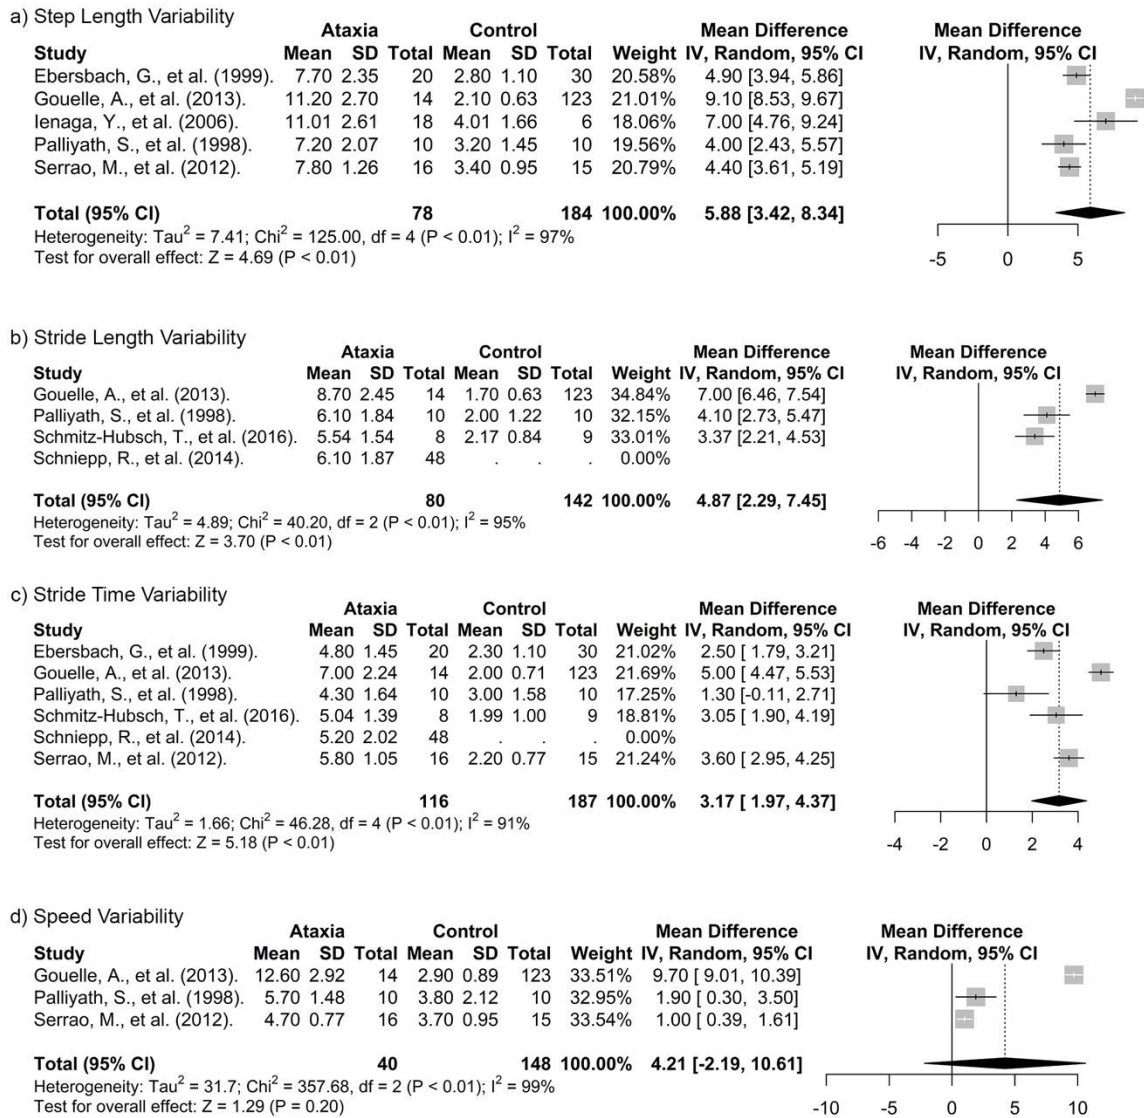 a) Step Length Variability
Ataxia Control Mean Difference Mean Difference
Study Mean SD Total Mean SD Total Weight IV, Random, 95% CI IV, Random, 95% CI
Ebersbach, G., et al. (1999). 7.70 2.35 20 2.80 1.10 30 20.58% 4.90 [3.94, 5.86]
Gouelle, A., et al. (2013). 11.20 2.70 14 2.10 0.63 123 21.01% 9.10 [8.53, 9.67]
Ienaga, Y., et al. (2006). 11.01 2.61 18 4.01 1.66 6 18.06% 7.00 [4.76, 9.24]
Palliyath, S., et al. (1998). 7.20 2.07 10 3.20 1.45 10 19.56% 4.00 [2.43, 5.57]
Serrao, M., et al. (2012). 7.80 1.26 16 3.40 0.95 15 20.79% 4.40 [3.61, 5.19]
Total (95% CI) 78 184 100.00% 5.88 [3.42, 8.34]
Heterogeneity: Tau² = 7.41; Chi² = 125.00, df = 4 (P < 0.01); I² = 97%
Test for overall effect: Z = 4.69 (P < 0.01)
-5 0 5
b) Stride Length Variability
Ataxia Control Mean Difference Mean Difference
Study Mean SD Total Mean SD Total Weight IV, Random, 95% CI IV, Random, 95% CI
Gouelle, A., et al. (2013). 8.70 2.45 14 1.70 0.63 123 34.84% 7.00 [6.46, 7.54]
Palliyath, S., et al. (1998). 6.10 1.84 10 2.00 1.22 10 32.15% 4.10 [2.73, 5.47]
Schmitz-Hubsch, T., et al. (2016). 5.54 1.54 8 2.17 0.84 9 33.01% 3.37 [2.21, 4.53]
Schniepp, R., et al. (2014). 6.10 1.87 48 . . . 0.00%
Total (95% CI) 80 142 100.00% 4.87 [2.29, 7.45]
Heterogeneity: Tau² = 4.89; Chi² = 40.20, df = 2 (P < 0.01); I² = 95%
Test for overall effect: Z = 3.70 (P < 0.01)
-6 -4 -2 0 2 4 6
c) Stride Time Variability
Ataxia Control Mean Difference Mean Difference
Study Mean SD Total Mean SD Total Weight IV, Random, 95% CI IV, Random, 95% CI
Ebersbach, G., et al. (1999). 4.80 1.45 20 2.30 1.10 30 21.02% 2.50 [ 1.79, 3.21]
Gouelle, A., et al. (2013). 7.00 2.24 14 2.00 0.71 123 21.69% 5.00 [ 4.47, 5.53]
Palliyath, S., et al. (1998). 4.30 1.64 10 3.00 1.58 10 17.25% 1.30 [-0.11, 2.71]
Schmitz-Hubsch, T., et al. (2016). 5.04 1.39 8 1.99 1.00 9 18.81% 3.05 [ 1.90, 4.19]
Schniepp, R., et al. (2014). 5.20 2.02 48 . . . 0.00%
Serrao, M., et al. (2012). 5.80 1.05 16 2.20 0.77 15 21.24% 3.60 [ 2.95, 4.25]
Total (95% CI) 116 187 100.00% 3.17 [ 1.97, 4.37]
Heterogeneity: Tau² = 1.66; Chi² = 46.28, df = 4 (P < 0.01); I² = 91%
Test for overall effect: Z = 5.18 (P < 0.01)
-4 -2 0 2 4
d) Speed Variability
Ataxia Control Mean Difference Mean Difference
Study Mean SD Total Mean SD Total Weight IV, Random, 95% CI IV, Random, 95% CI
Gouelle, A., et al. (2013). 12.60 2.92 14 2.90 0.89 123 33.51% 9.70 [ 9.01, 10.39]
Palliyath, S., et al. (1998). 5.70 1.48 10 3.80 2.12 10 32.95% 1.90 [ 0.30, 3.50]
Serrao, M., et al. (2012). 4.70 0.77 16 3.70 0.95 15 33.54% 1.00 [ 0.39, 1.61]
Total (95% CI) 40 148 100.00% 4.21 [-2.19, 10.61]
Heterogeneity: Tau² = 31.7; Chi² = 357.68, df = 2 (P < 0.01); I² = 99%
Test for overall effect: Z = 1.29 (P = 0.20)
-10 -5 0 5 10